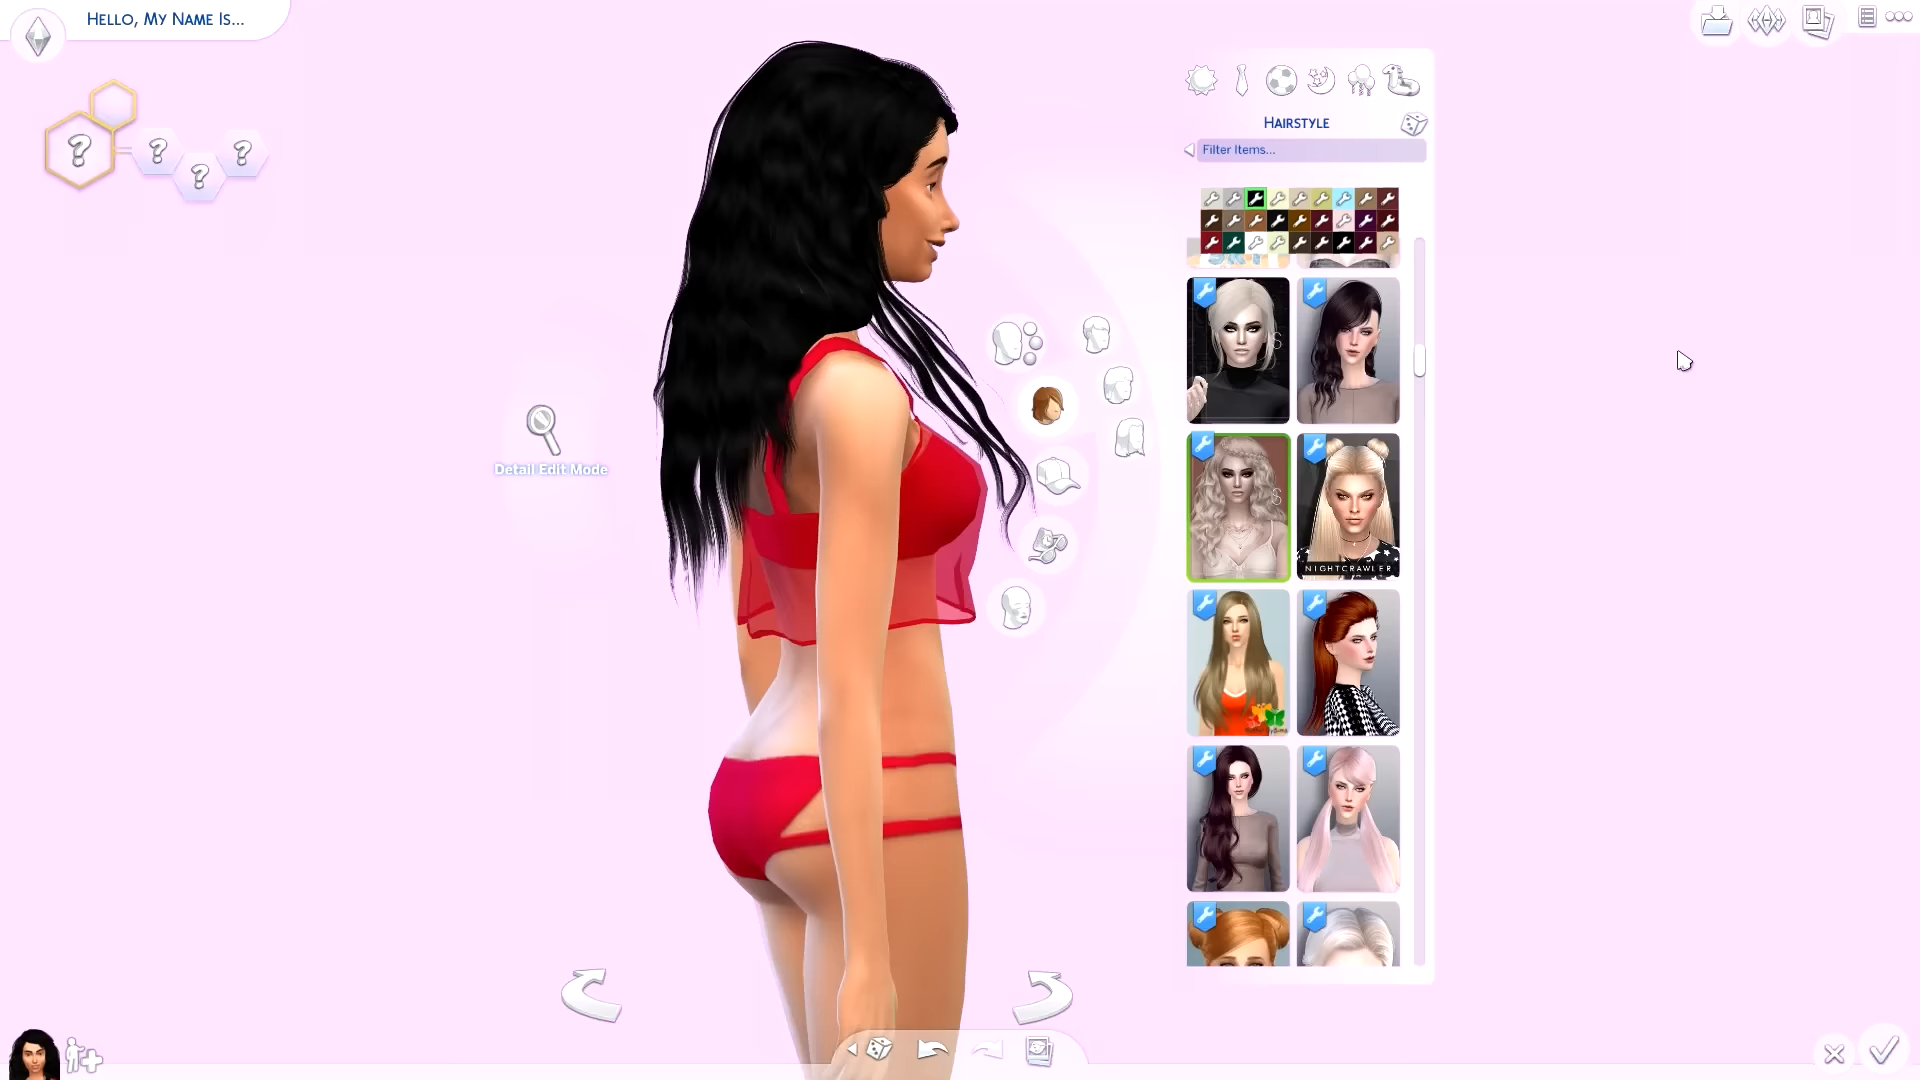 Hello, My Name Is...
Hairstyle
Filter Items...
Detail Edit Mode
NIGHTCRAWLER